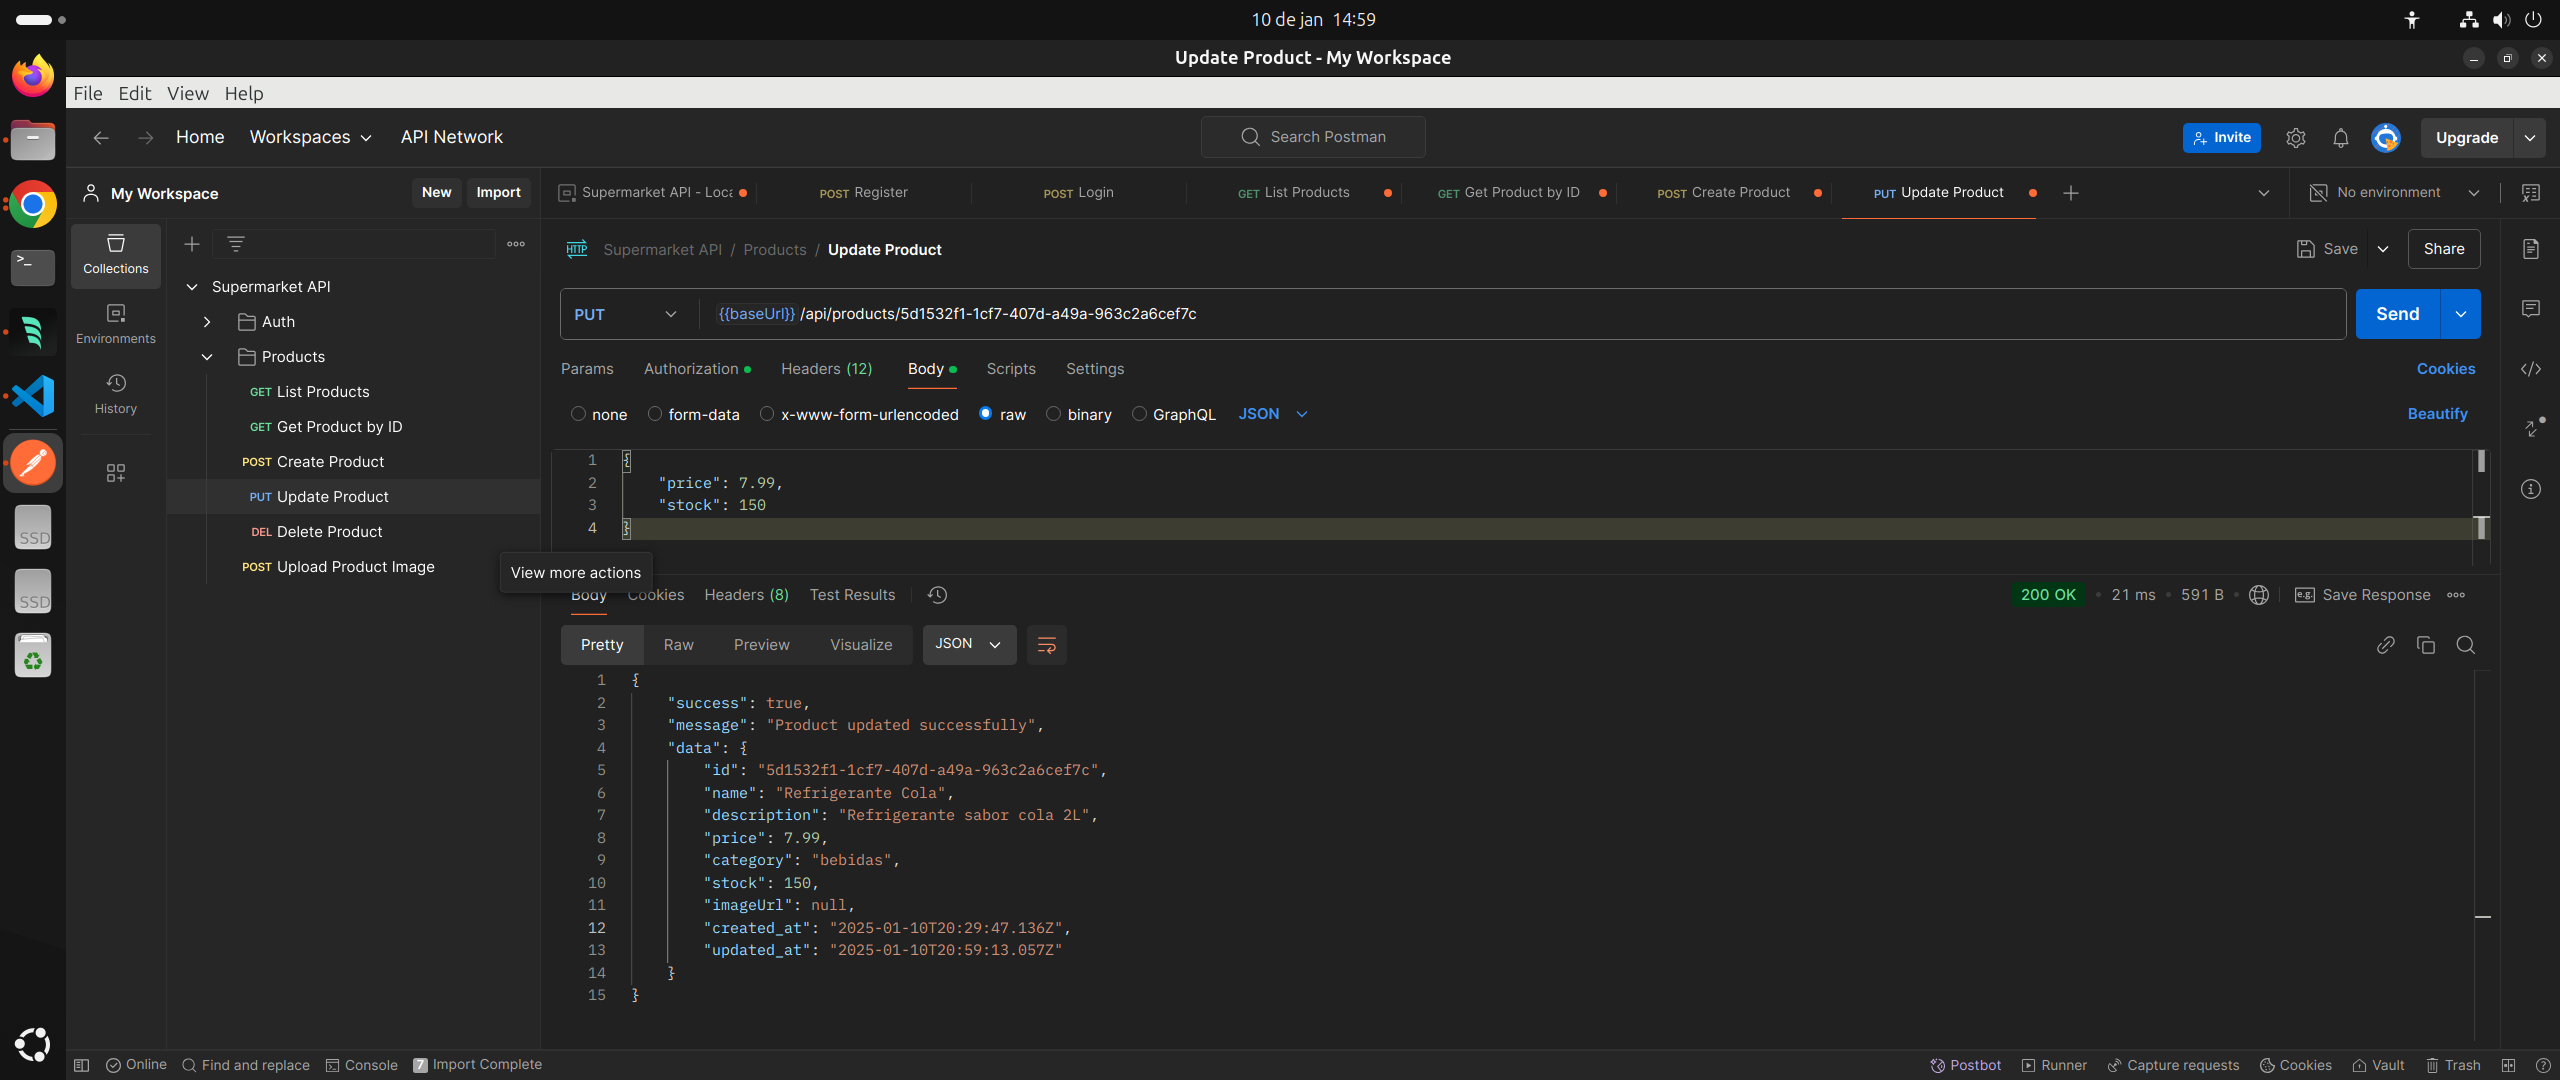 10 de jan 14:59
Update Product - My Workspace
File Edit View Help
Home Workspaces API Network
Search Postman
Invite
Upgrade
My Workspace
New Import
Supermarket API - Loca
POST Register
POST Login
GET List Products
GET Get Product by ID
POST Create Product
PUT Update Product
No environment
Collections
Environments
History
Supermarket API
Auth
Products
GET List Products
GET Get Product by ID
POST Create Product
PUT Update Product
DEL Delete Product
POST Upload Product Image
View more actions
HTTP Supermarket API / Products / Update Product
Save Share
PUT {{baseUrl}}/api/products/5d1532f1-1cf7-407d-a49a-963c2a6cef7c
Send
Params Authorization Headers (12) Body Scripts Settings
Cookies
none form-data x-www-form-urlencoded raw binary GraphQL JSON
Beautify
1 {
2 "price": 7.99,
3 "stock": 150
4 }
Body Cookies Headers (8) Test Results
200 OK • 21 ms • 591 B
e.g. Save Response
Pretty Raw Preview Visualize JSON
1 {
2 "success": true,
3 "message": "Product updated successfully",
4 "data": {
5 "id": "5d1532f1-1cf7-407d-a49a-963c2a6cef7c",
6 "name": "Refrigerante Cola",
7 "description": "Refrigerante sabor cola 2L",
8 "price": 7.99,
9 "category": "bebidas",
10 "stock": 150,
11 "imageUrl": null,
12 "created_at": "2025-01-10T20:29:47.136Z",
13 "updated_at": "2025-01-10T20:59:13.057Z"
14 }
15 }
SSD
SSD
Online Find and replace Console 7 Import Complete
Postbot Runner Capture requests Cookies Vault Trash